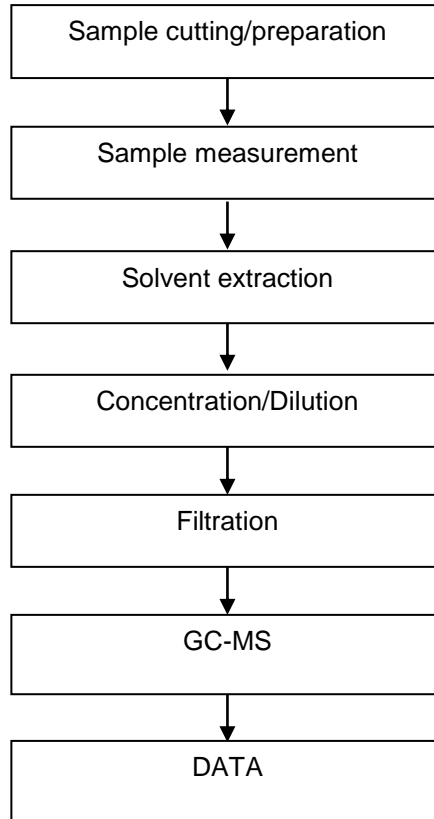 Sample cutting/preparation
Sample measurement
Solvent extraction
Concentration/Dilution
Filtration
GC-MS
DATA